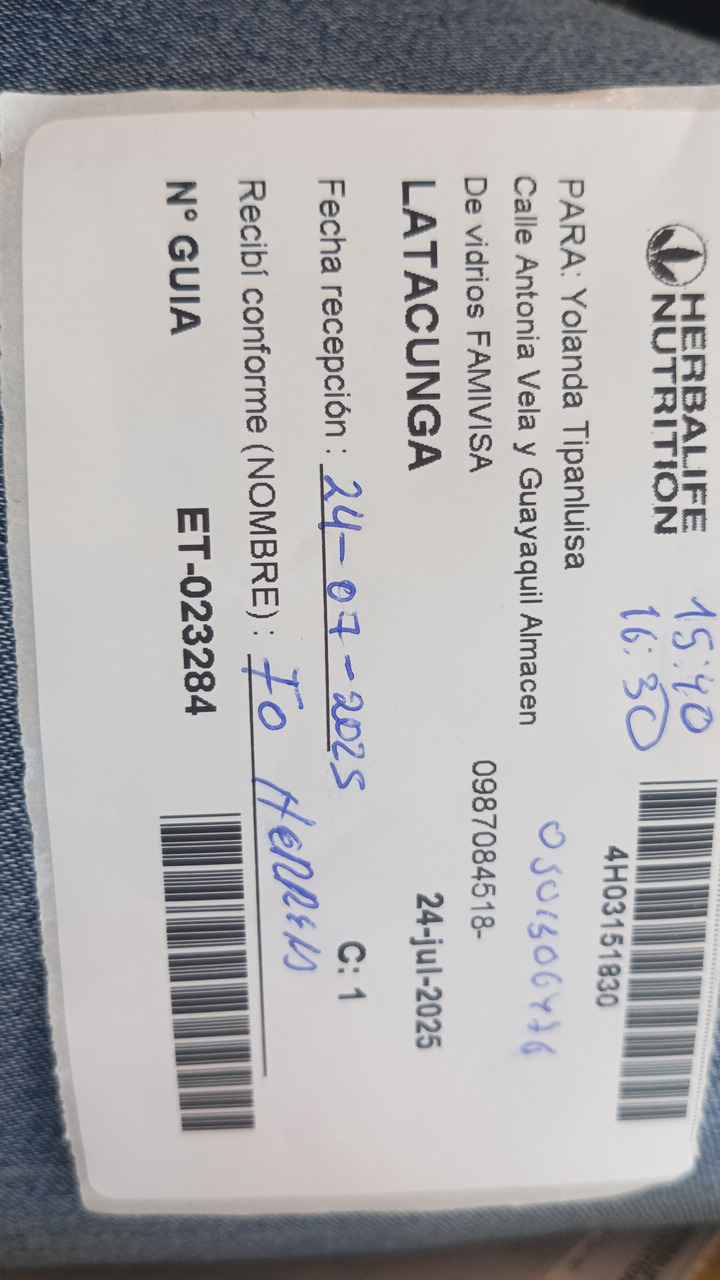 HERBALIFE
NUTRITION
15:40
16:30
4H03151830
PARA: Yolanda Tipanluisa
Calle Antonia Vela y Guayaquil Almacen
De vidrios FAMIVISA
0987084518-
LATACUNGA
24-jul-2025
Fecha recepción : 24-07-2025
C: 1
Recibí conforme (NOMBRE) :
N° GUIA
ET-023284